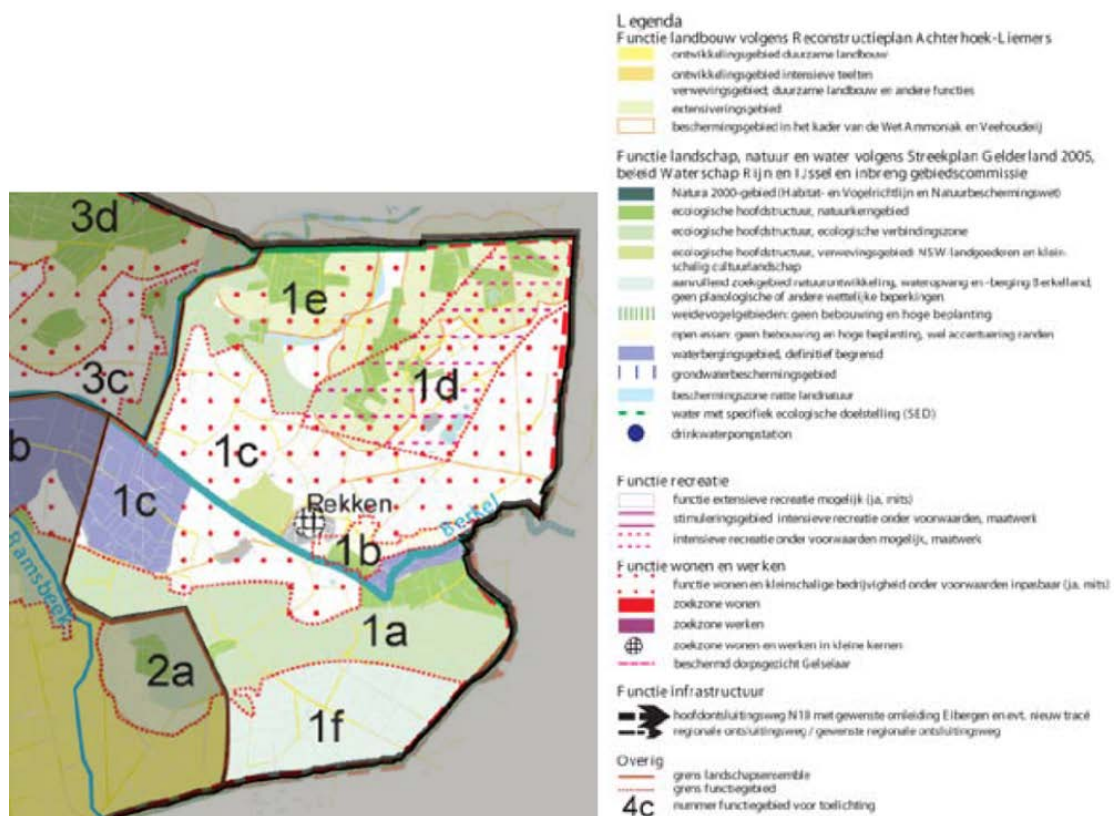 3d
1e
3c
1d
b
1c
1c
Rekken
Berkel
1b
Ramsbeek
1a
2a
1f
Legenda
Functie landbouw volgens Reconstructieplan Achterhoek-Liemers
ontwikkelingsgebied duurzame landbouw
ontwikkelingsgebied intensieve teelten
verwevingsgebied; duurzame landbouw en andere functies
extensiveringsgebied
beschermingsgebied in het kader van de Wet Ammoniak en Veehouderij
Functie landschap, natuur en water volgens Streekplan Gelderland 2005,
beleid Waterschap Rijn en IJssel en inbreng gebiedscommissie
Natura 2000-gebied (Habitat- en Vogelrichtlijn en Natuurbeschermingswet)
ecologische hoofdstructuur, natuurkerngebied
ecologische hoofdstructuur, ecologische verbindingszone
ecologische hoofdstructuur, verwevingsgebied: NSW-landgoederen en klein-
schalig cultuurlandschap
aanvullend zoekgebied natuurontwikkeling, wateropvang en -berging Berkelland,
geen planologische of andere wettelijke beperkingen
weidevogelgebieden: geen bebouwing en hoge beplanting
open essen: geen bebouwing en hoge beplanting, wel accentuering randen
waterbergingsgebied, definitief begrensd
grondwaterbeschermingsgebied
beschermingszone natte landnatuur
water met specifiek ecologische doelstelling (SED)
drinkwaterpompstation
Functie recreatie
functie extensieve recreatie mogelijk (ja, mits)
stimuleringsgebied intensieve recreatie onder voorwaarden, maatwerk
intensieve recreatie onder voorwaarden mogelijk, maatwerk
Functie wonen en werken
functie wonen en kleinschalige bedrijvigheid onder voorwaarden inpasbaar (ja, mits)
zoekzone wonen
zoekzone werken
zoekzone wonen en werken in kleine kernen
beschermd dorpsgezicht Gelselaar
Functie infrastructuur
hoofdontsluitingsweg N18 met gewenste omleiding Eibergen en evt. nieuw tracé
regionale ontsluitingsweg / gewenste regionale ontsluitingsweg
Overig
grens landschapsensemble
grens functiegebied
4c nummer functiegebied voor toelichting